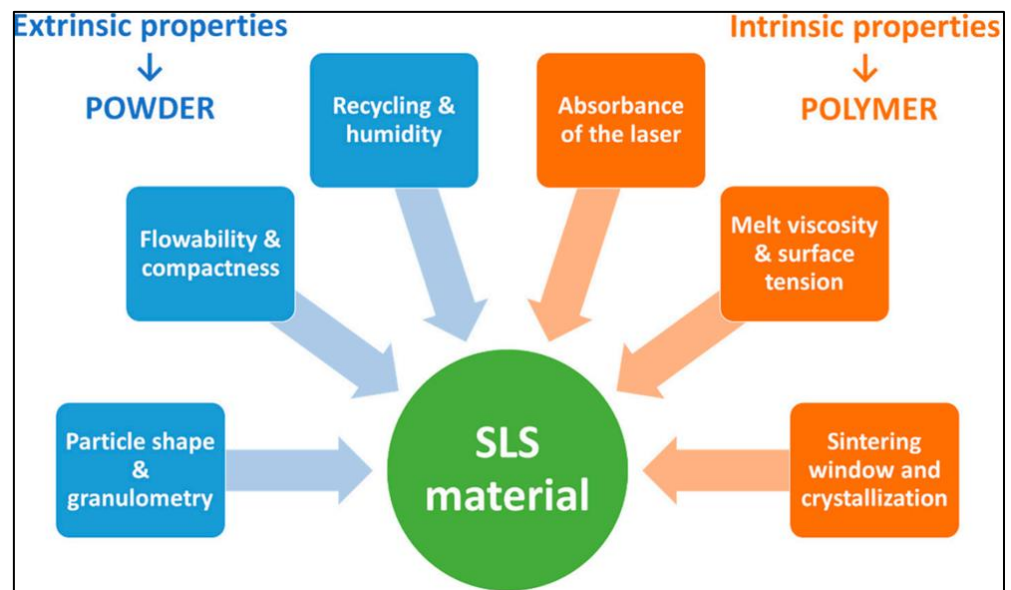 Extrinsic properties
↓
POWDER
Intrinsic properties
↓
POLYMER
Recycling &
humidity
Absorbance
of the laser
Flowability &
compactness
Melt viscosity
& surface
tension
Particle shape
&
granulometry
SLS
material
Sintering
window and
crystallization